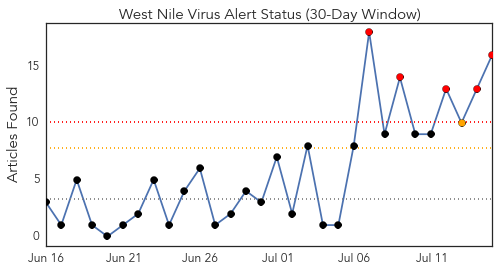 West Nile Virus Alert Status (30-Day Window)
Articles Found
15
10
5
0
Jun 16 Jun 21 Jun 26 Jul 01 Jul 06 Jul 11